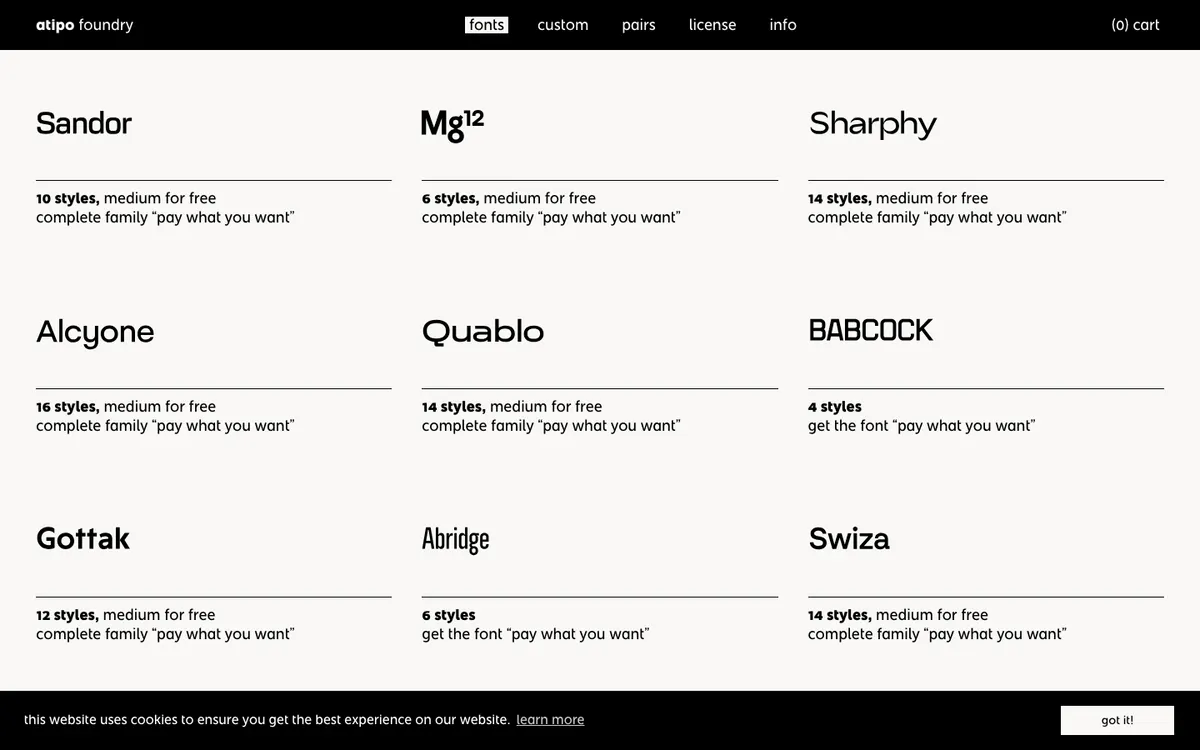 atipo foundry
fonts
custom
pairs
license
info
(0) cart
Sandor
10 styles, medium for free
complete family “pay what you want”
Mg¹²
6 styles, medium for free
complete family “pay what you want”
Sharphy
14 styles, medium for free
complete family “pay what you want”
Alcyone
16 styles, medium for free
complete family “pay what you want”
Quablo
14 styles, medium for free
complete family “pay what you want”
BABCOCK
4 styles
get the font “pay what you want”
Gottak
12 styles, medium for free
complete family “pay what you want”
Abridge
6 styles
get the font “pay what you want”
Swiza
14 styles, medium for free
complete family “pay what you want”
this website uses cookies to ensure you get the best experience on our website. learn more
got it!